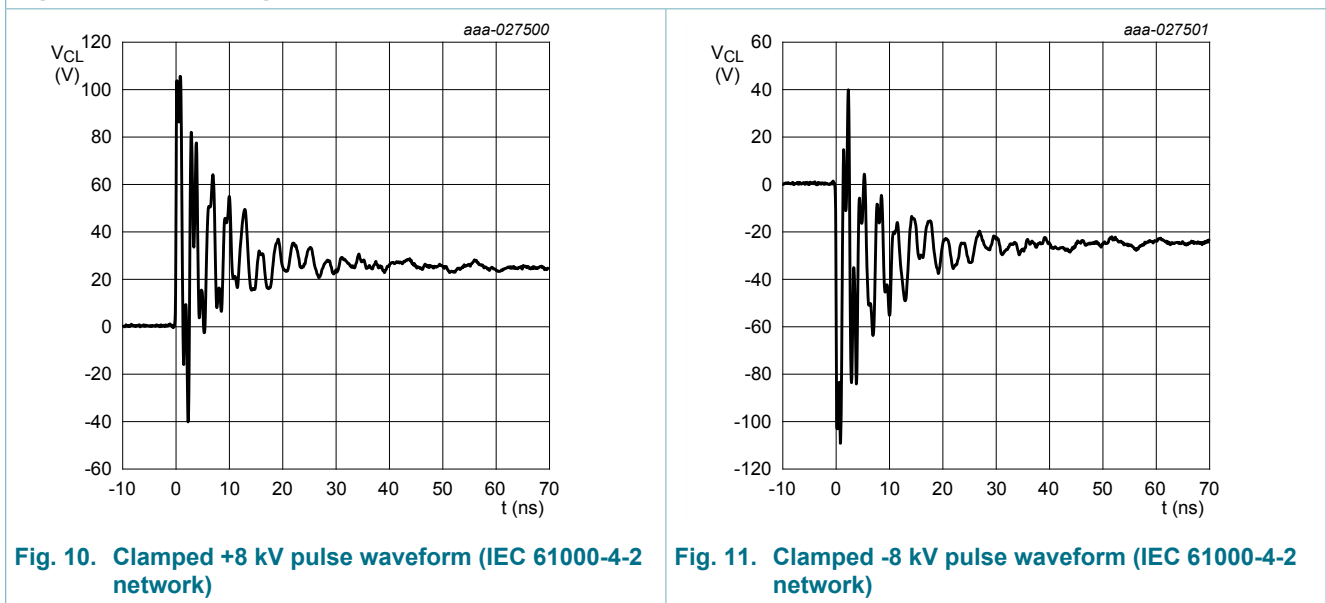 aaa-027500
V_CL
(V)
120
100
80
60
40
20
0
-20
-40
-60
-10 0 10 20 30 40 50 60 70
t (ns)
Fig. 10. Clamped +8 kV pulse waveform (IEC 61000-4-2
network)
aaa-027501
V_CL
(V)
60
40
20
0
-20
-40
-60
-80
-100
-120
-10 0 10 20 30 40 50 60 70
t (ns)
Fig. 11. Clamped -8 kV pulse waveform (IEC 61000-4-2
network)